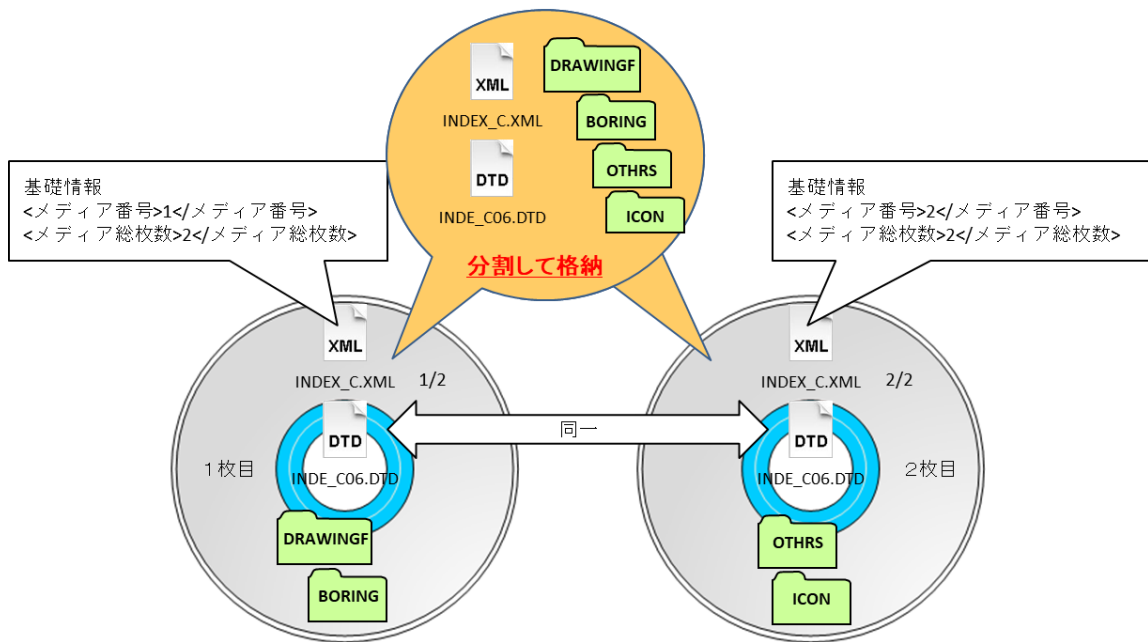 XML
INDEX_C.XML
DTD
INDE_C06.DTD
DRAWINGF
BORING
OTHRS
ICON
分割して格納
基礎情報
<メディア番号>1</メディア番号>
<メディア総枚数>2</メディア総枚数>
基礎情報
<メディア番号>2</メディア番号>
<メディア総枚数>2</メディア総枚数>
XML
INDEX_C.XML 1/2
DTD
1枚目
INDE_C06.DTD
DRAWINGF
BORING
同一
XML
INDEX_C.XML 2/2
DTD
INDE_C06.DTD
2枚目
OTHRS
ICON